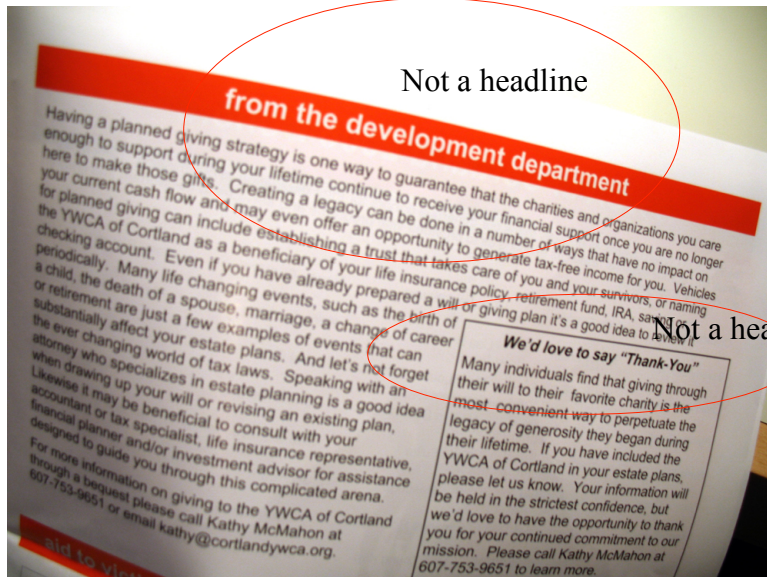 Not a headline
from the development department
Having a planned giving strategy is one way to guarantee that the charities and organizations you care
enough to support during your lifetime continue to receive your financial support once you are no longer
here to make those gifts. Creating a legacy can be done in a number of ways that have no impact on
your current cash flow and may even offer an opportunity to generate tax-free income for you. Vehicles
for planned giving can include establishing a trust that takes care of you and your survivors, or naming
the YWCA of Cortland as a beneficiary of your life insurance policy, retirement fund, IRA, saving or
checking account. Even if you have already prepared a will or giving plan it's a good idea to review it
periodically. Many life changing events, such as the birth of
a child, the death of a spouse, marriage, a change of career
or retirement are just a few examples of events that can
substantially affect your estate plans. And let's not forget
the ever changing world of tax laws. Speaking with an
attorney who specializes in estate planning is a good idea
when drawing up your will or revising an existing plan,
Likewise it may be beneficial to consult with your
accountant or tax specialist, life insurance representative,
financial planner and/or investment advisor for assistance
designed to guide you through this complicated arena.
For more information on giving to the YWCA of Cortland
through a bequest please call Kathy McMahon at
607-753-9651 or email kathy@cortlandywca.org.
Not a hea
We'd love to say "Thank-You"
Many individuals find that giving through
their will to their favorite charity is the
most convenient way to perpetuate the
legacy of generosity they began during
their lifetime. If you have included the
YWCA of Cortland in your estate plans,
please let us know. Your information will
be held in the strictest confidence, but
we'd love to have the opportunity to thank
you for your continued commitment to our
mission. Please call Kathy McMahon at
607-753-9651 to learn more.
aid to